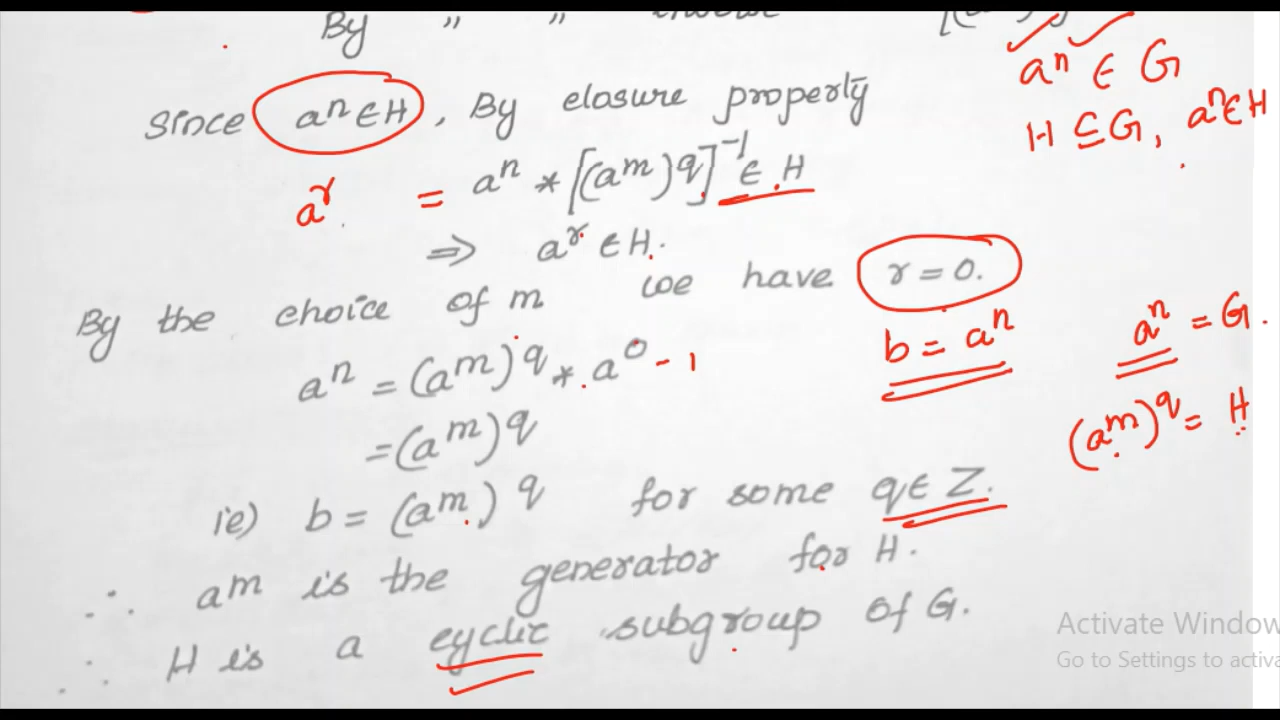 By " "
Since aⁿ ∈ H, By closure property
aʳ = aⁿ * [(aᵐ)q]⁻¹ ∈ H
⇒ aʳ ∈ H.
By the choice of m we have r = 0.
aⁿ = (aᵐ)q * a⁰ - 1
= (aᵐ)q
ie) b = (aᵐ)q for some q ∈ Z.
∴ aᵐ is the generator for H.
∴ H is a cyclic subgroup of G.
aⁿ ∈ G
H ⊆ G, aⁿ ∈ H
b = aⁿ
aⁿ = G.
(aᵐ)q = H
Activate Window
Go to Settings to activa